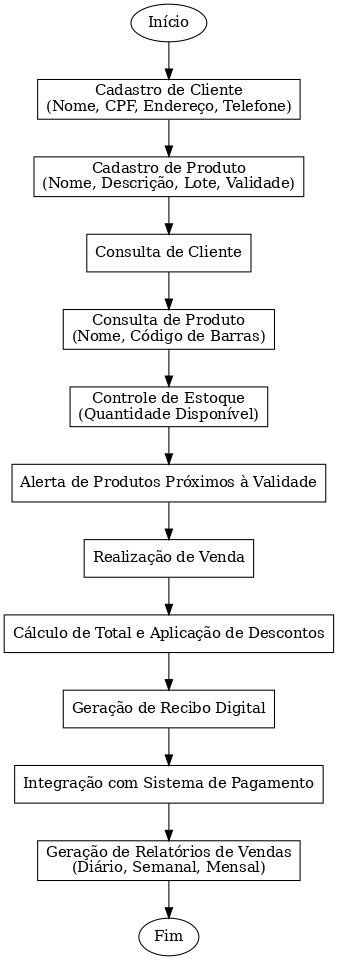 Início
Cadastro de Cliente
(Nome, CPF, Endereço, Telefone)
Cadastro de Produto
(Nome, Descrição, Lote, Validade)
Consulta de Cliente
Consulta de Produto
(Nome, Código de Barras)
Controle de Estoque
(Quantidade Disponível)
Alerta de Produtos Próximos à Validade
Realização de Venda
Cálculo de Total e Aplicação de Descontos
Geração de Recibo Digital
Integração com Sistema de Pagamento
Geração de Relatórios de Vendas
(Diário, Semanal, Mensal)
Fim